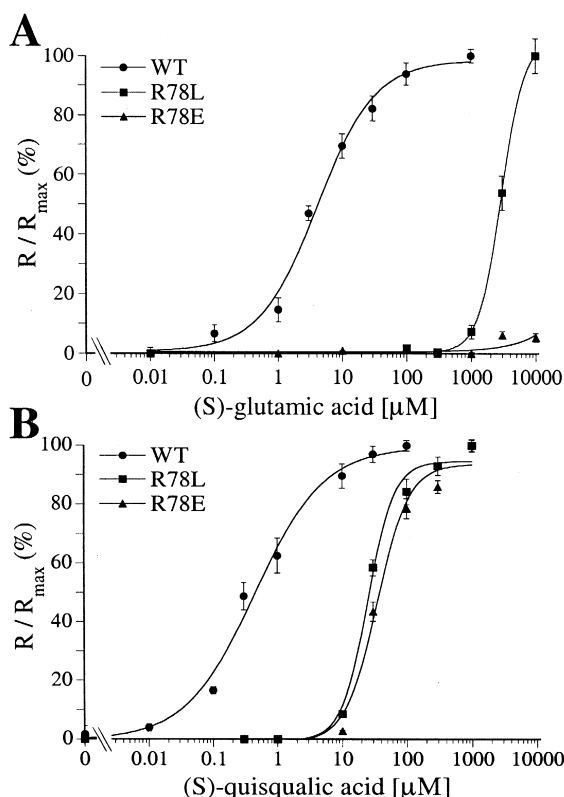 A
100
80
60
40
20
0
R / Rmax (%)
WT
R78L
R78E
0 0.01 0.1 1 10 100 1000 10000
(S)-glutamic acid [µM]
B
100
80
60
40
20
0
R / Rmax (%)
WT
R78L
R78E
0 0.01 0.1 1 10 100 1000 10000
(S)-quisqualic acid [µM]